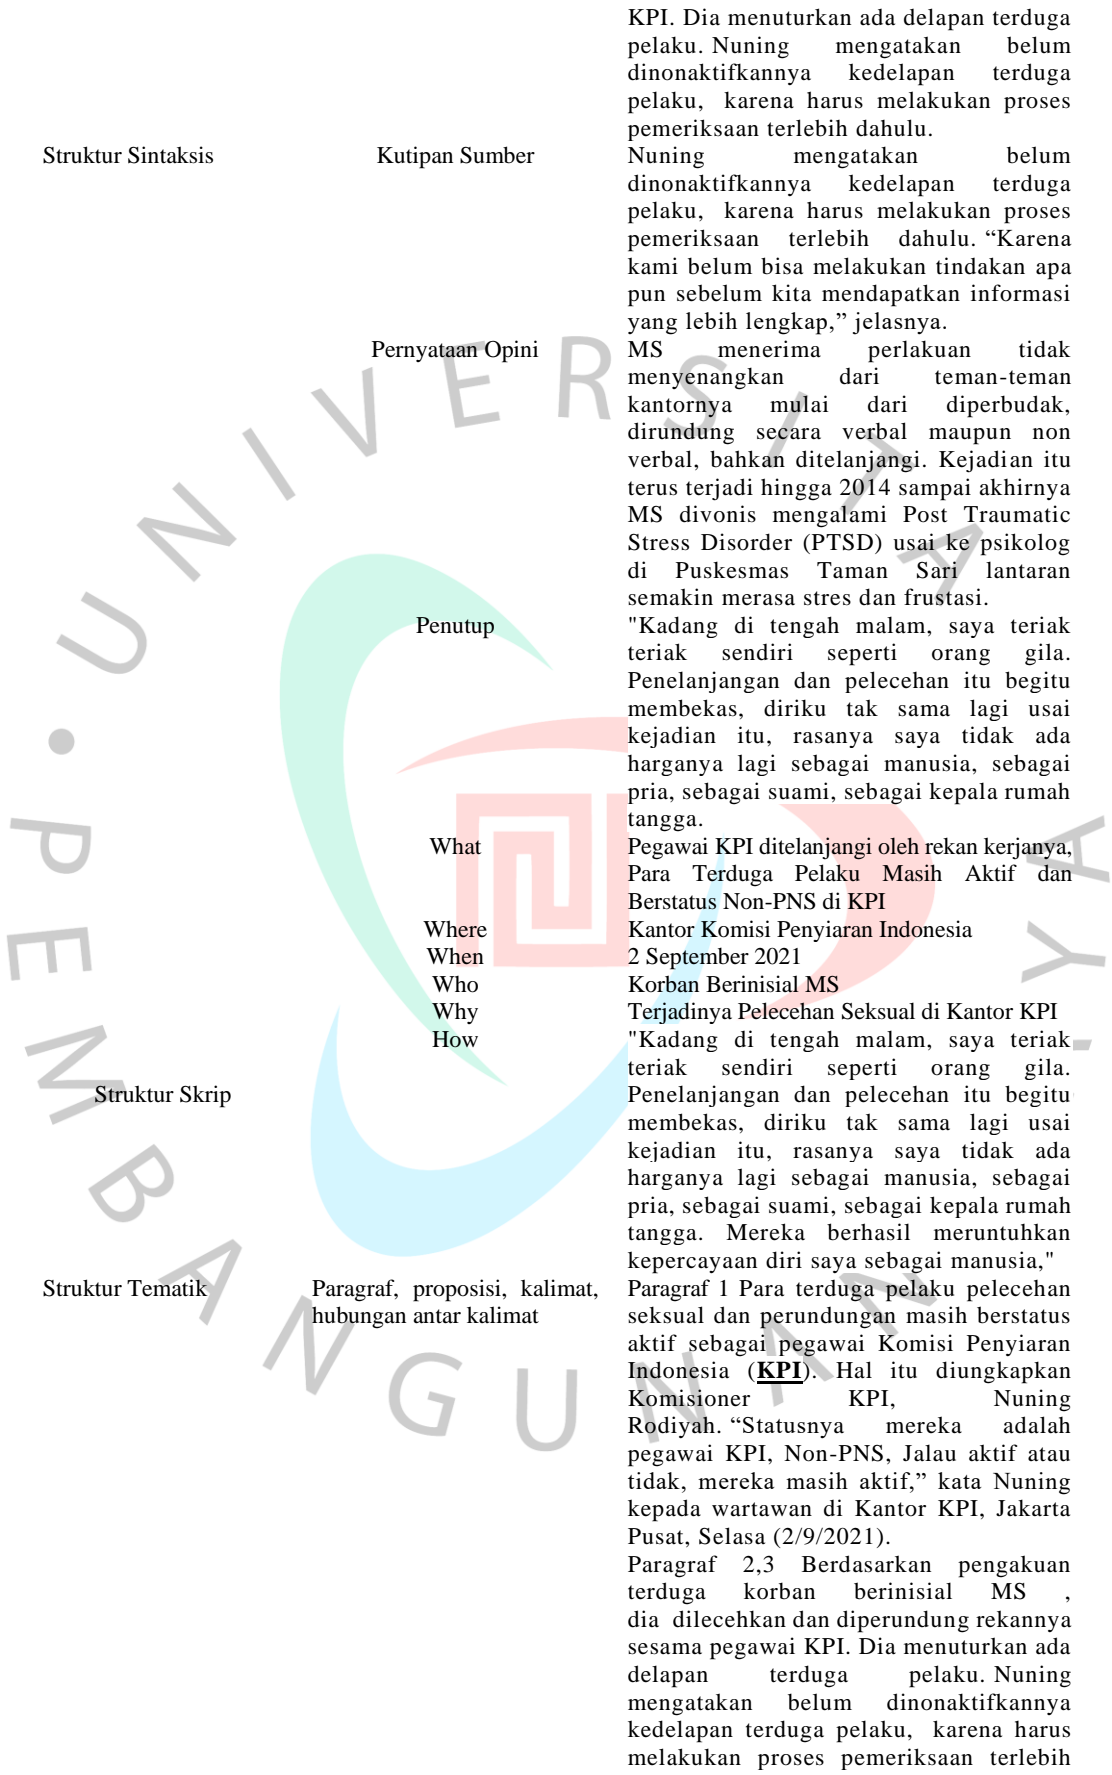 KPI. Dia menuturkan ada delapan terduga
pelaku. Nuning mengatakan belum
dinonaktifkannya kedelapan terduga
pelaku, karena harus melakukan proses
pemeriksaan terlebih dahulu.
Struktur Sintaksis Kutipan Sumber Nuning mengatakan belum
dinonaktifkannya kedelapan terduga
pelaku, karena harus melakukan proses
pemeriksaan terlebih dahulu. “Karena
kami belum bisa melakukan tindakan apa
pun sebelum kita mendapatkan informasi
yang lebih lengkap,” jelasnya.
Pernyataan Opini MS menerima perlakuan tidak
menyenangkan dari teman-teman
kantornya mulai dari diperbudak,
dirundung secara verbal maupun non
verbal, bahkan ditelanjangi. Kejadian itu
terus terjadi hingga 2014 sampai akhirnya
MS divonis mengalami Post Traumatic
Stress Disorder (PTSD) usai ke psikolog
di Puskesmas Taman Sari lantaran
semakin merasa stres dan frustasi.
Penutup "Kadang di tengah malam, saya teriak
teriak sendiri seperti orang gila.
Penelanjangan dan pelecehan itu begitu
membekas, diriku tak sama lagi usai
kejadian itu, rasanya saya tidak ada
harganya lagi sebagai manusia, sebagai
pria, sebagai suami, sebagai kepala rumah
tangga.
What Pegawai KPI ditelanjangi oleh rekan kerjanya,
Para Terduga Pelaku Masih Aktif dan
Berstatus Non-PNS di KPI
Where Kantor Komisi Penyiaran Indonesia
When 2 September 2021
Who Korban Berinisial MS
Why Terjadinya Pelecehan Seksual di Kantor KPI
How "Kadang di tengah malam, saya teriak
teriak sendiri seperti orang gila.
Struktur Skrip Penelanjangan dan pelecehan itu begitu
membekas, diriku tak sama lagi usai
kejadian itu, rasanya saya tidak ada
harganya lagi sebagai manusia, sebagai
pria, sebagai suami, sebagai kepala rumah
tangga. Mereka berhasil meruntuhkan
kepercayaan diri saya sebagai manusia,"
Struktur Tematik Paragraf, proposisi, kalimat, Paragraf 1 Para terduga pelaku pelecehan
hubungan antar kalimat seksual dan perundungan masih berstatus
aktif sebagai pegawai Komisi Penyiaran
Indonesia (KPI). Hal itu diungkapkan
Komisioner KPI, Nuning
Rodiyah. “Statusnya mereka adalah
pegawai KPI, Non-PNS, Jalau aktif atau
tidak, mereka masih aktif,” kata Nuning
kepada wartawan di Kantor KPI, Jakarta
Pusat, Selasa (2/9/2021).
Paragraf 2,3 Berdasarkan pengakuan
terduga korban berinisial MS ,
dia dilecehkan dan diperundung rekannya
sesama pegawai KPI. Dia menuturkan ada
delapan terduga pelaku. Nuning
mengatakan belum dinonaktifkannya
kedelapan terduga pelaku, karena harus
melakukan proses pemeriksaan terlebih
UNIVERSITAS
PEMBANGUNAN